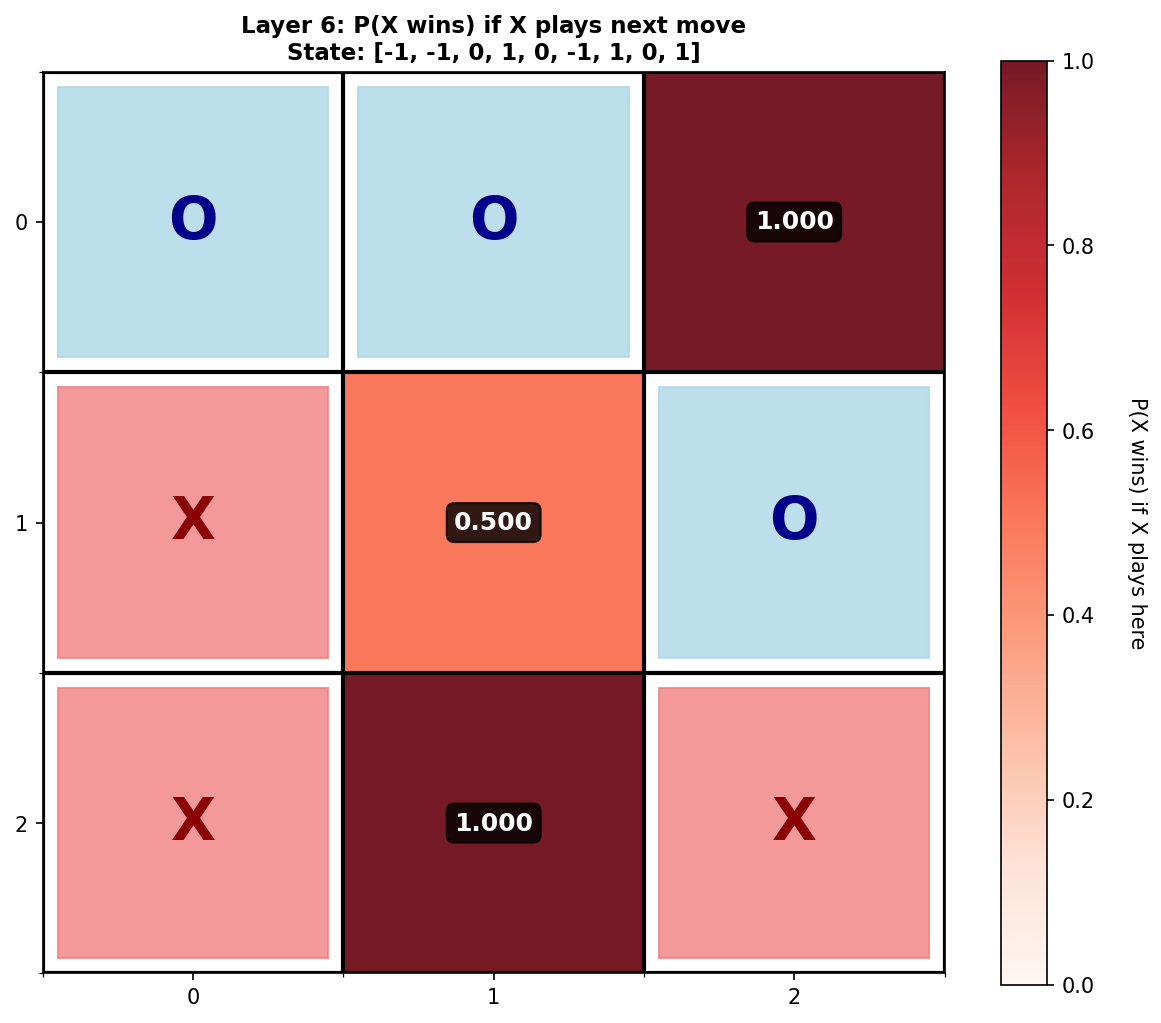 Layer 6: P(X wins) if X plays next move
State: [-1, -1, 0, 1, 0, -1, 1, 0, 1]
0
O
O
1.000
1
X
0.500
O
2
X
1.000
X
0
1
2
1.0
0.8
0.6
0.4
0.2
0.0
P(X wins) if X plays here